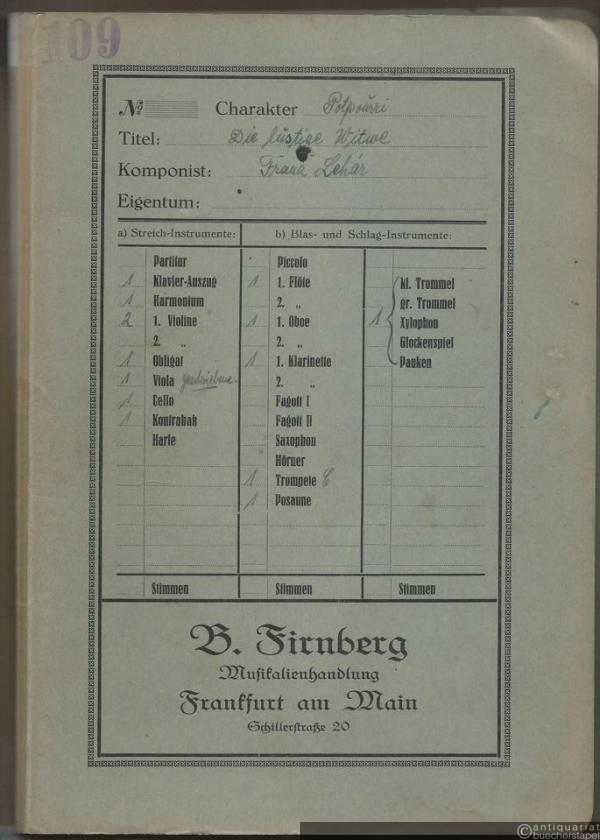 109
№ Charakter Potpourri
Titel: Die lustige Witwe
Komponist: Franz Lehár
Eigentum:
a) Streich-Instrumente: b) Blas- und Schlag-Instrumente:
Partitur
1 Klavier-Auszug
1 Harmonium
2 1. Violine
2. „
1 Obligat
1 Viola geschrieben.
1 Cello
1 Kontrabaß
Harfe
Stimmen
Piccolo
1 1. Flöte
2. „
1 1. Oboe
2. „
1 1. Klarinette
2. „
Fagott I
Fagott II
Saxophon
Hörner
1 Trompete C
1 Posaune
Stimmen
kl. Trommel
gr. Trommel
1 Xylophon
Glockenspiel
Pauken
Stimmen
B. Firnberg
Musikalienhandlung
Frankfurt am Main
Schillerstraße 20
©antiquariat
buecherstapel